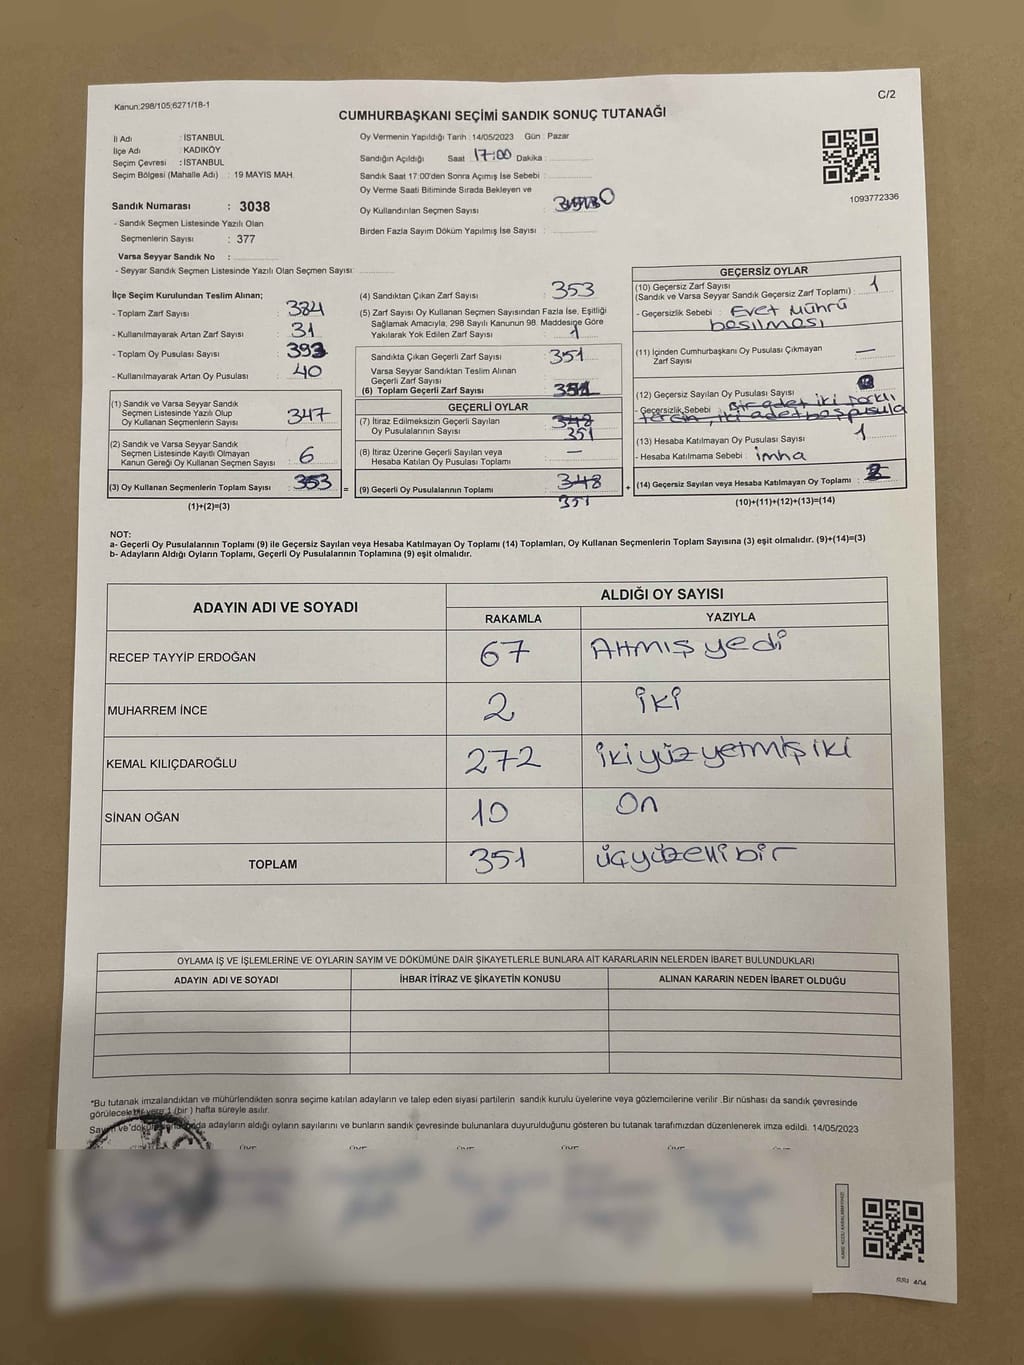 Kanun:298/105;6271/18-1
C/2
CUMHURBAŞKANI SEÇİMİ SANDIK SONUÇ TUTANAĞI
İl Adı : İSTANBUL
İlçe Adı : KADIKÖY
Seçim Çevresi : İSTANBUL
Seçim Bölgesi (Mahalle Adı) : 19 MAYIS MAH.
Sandık Numarası : 3038
- Sandık Seçmen Listesinde Yazılı Olan
Seçmenlerin Sayısı : 377
Varsa Seyyar Sandık No :
- Seyyar Sandık Seçmen Listesinde Yazılı Olan Seçmen Sayısı:
Oy Vermenin Yapıldığı Tarih : 14/05/2023 Gün : Pazar
Sandığın Açıldığı Saat 17:00 Dakika :
Sandık Saat 17:00'den Sonra Açımış İse Sebebi :
Oy Verme Saati Bitiminde Sırada Bekleyen ve
Oy Kullandırılan Seçmen Sayısı :
Birden Fazla Sayım Döküm Yapılmış İse Sayısı :
1093772336
İlçe Seçim Kurulundan Teslim Alınan;
- Toplam Zarf Sayısı : 384
- Kullanılmayarak Artan Zarf Sayısı : 31
- Toplam Oy Pusulası Sayısı : 393
- Kullanılmayarak Artan Oy Pusulası : 40
(1) Sandık ve Varsa Seyyar Sandık
Seçmen Listesinde Yazılı Olup
Oy Kullanan Seçmenlerin Sayısı : 347
(2) Sandık ve Varsa Seyyar Sandık
Seçmen Listesinde Kayıtlı Olmayan
Kanun Gereği Oy Kullanan Seçmen Sayısı : 6
(3) Oy Kullanan Seçmenlerin Toplam Sayısı : 353 =
(1)+(2)=(3)
(4) Sandıktan Çıkan Zarf Sayısı : 353
(5) Zarf Sayısı Oy Kullanan Seçmen Sayısından Fazla İse, Eşitliği
Sağlamak Amacıyla, 298 Sayılı Kanunun 98. Maddesine Göre
Yakılarak Yok Edilen Zarf Sayısı : 1
Sandıkta Çıkan Geçerli Zarf Sayısı : 351
Varsa Seyyar Sandıktan Teslim Alınan
Geçerli Zarf Sayısı :
(6) Toplam Geçerli Zarf Sayısı : 351
GEÇERLİ OYLAR
(7) İtiraz Edilmeksizin Geçerli Sayılan : 348
Oy Pusulalarının Sayısı 351
(8) İtiraz Üzerine Geçerli Sayılan veya : —
Hesaba Katılan Oy Pusulası Toplamı
(9) Geçerli Oy Pusulalarının Toplamı : 348 +
351
GEÇERSİZ OYLAR
(10) Geçersiz Zarf Sayısı : 1
(Sandık ve Varsa Seyyar Sandık Geçersiz Zarf Toplamı)
- Geçersizlik Sebebi : Evet Mührü
basılması
(11) İçinden Cumhurbaşkanı Oy Pusulası Çıkmayan : —
Zarf Sayısı
(12) Geçersiz Sayılan Oy Pusulası Sayısı :
- Geçersizlik Sebebi : Bir adet iki farklı
tercih, iki adet boş pusula
(13) Hesaba Katılmayan Oy Pusulası Sayısı : 1
- Hesaba Katılmama Sebebi : imha
(14) Geçersiz Sayılan veya Hesaba Katılmayan Oy Toplamı : 2
(10)+(11)+(12)+(13)=(14)
NOT:
a- Geçerli Oy Pusulalarının Toplamı (9) ile Geçersiz Sayılan veya Hesaba Katılmayan Oy Toplamı (14) Toplamları, Oy Kullanan Seçmenlerin Toplam Sayısına (3) eşit olmalıdır. (9)+(14)=(3)
b- Adayların Aldığı Oyların Toplamı, Geçerli Oy Pusulalarının Toplamına (9) eşit olmalıdır.
ADAYIN ADI VE SOYADI ALDIĞI OY SAYISI
RAKAMLA YAZIYLA
RECEP TAYYİP ERDOĞAN 67 Altmış yedi
MUHARREM İNCE 2 iki
KEMAL KILIÇDAROĞLU 272 ikiyüzyetmişiki
SİNAN OĞAN 10 On
TOPLAM 351 üçyüzellibir
OYLAMA İŞ VE İŞLEMLERİNE VE OYLARIN SAYIM VE DÖKÜMÜNE DAİR ŞİKAYETLERLE BUNLARA AİT KARARLARIN NELERDEN İBARET BULUNDUKLARI
ADAYIN ADI VE SOYADI İHBAR İTİRAZ VE ŞİKAYETİN KONUSU ALINAN KARARIN NEDEN İBARET OLDUĞU
*Bu tutanak imzalandıktan ve mühürlendikten sonra seçime katılan adayların ve talep eden siyasi partilerin sandık kurulu üyelerine veya gözlemcilerine verilir .Bir nüshası da sandık çevresinde
görülecek bir yere 1 (bir ) hafta süreyle asılır.
adayların aldığı oyların sayılarını ve bunların sandık çevresinde bulunanlara duyurulduğunu gösteren bu tutanak tarafımızdan düzenlenerek imza edildi. 14/05/2023